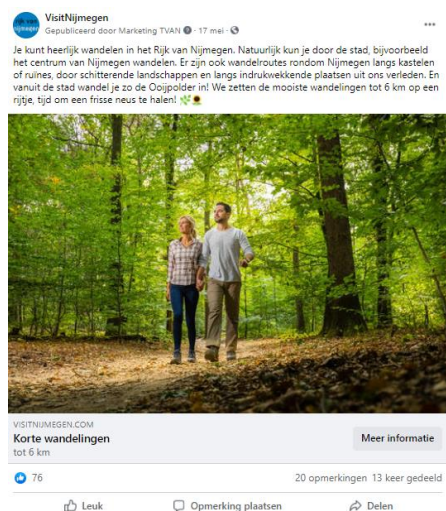 rijk van
nijmegen
VisitNijmegen
Gepubliceerd door Marketing TVAN · 17 mei ·
Je kunt heerlijk wandelen in het Rijk van Nijmegen. Natuurlijk kun je door de stad, bijvoorbeeld
het centrum van Nijmegen wandelen. Er zijn ook wandelroutes rondom Nijmegen langs kastelen
of ruïnes, door schitterende landschappen en langs indrukwekkende plaatsen uit ons verleden. En
vanuit de stad wandel je zo de Ooijpolder in! We zetten de mooiste wandelingen tot 6 km op een
rijtje, tijd om een frisse neus te halen! 🌿🌻
VISITNIJMEGEN.COM
Korte wandelingen
tot 6 km
Meer informatie
76
20 opmerkingen 13 keer gedeeld
Leuk
Opmerking plaatsen
Delen